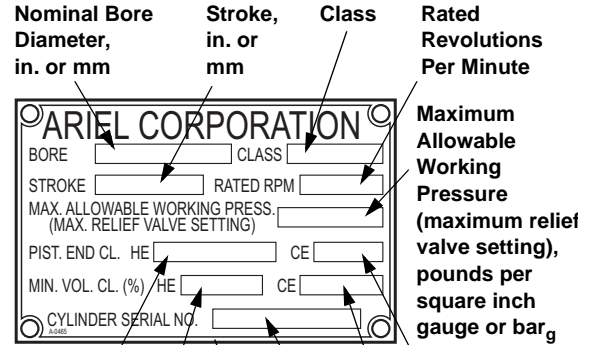 Nominal Bore Diameter, in. or mm
Stroke, in. or mm
Class
Rated Revolutions Per Minute
ARIEL CORPORATION
BORE CLASS
STROKE RATED RPM
MAX. ALLOWABLE WORKING PRESS.
(MAX. RELIEF VALVE SETTING)
PIST. END CL. HE CE
MIN. VOL. CL. (%) HE CE
CYLINDER SERIAL NO.
A-0465
Maximum
Allowable
Working
Pressure
(maximum relief
valve setting),
pounds per
square inch
gauge or barg